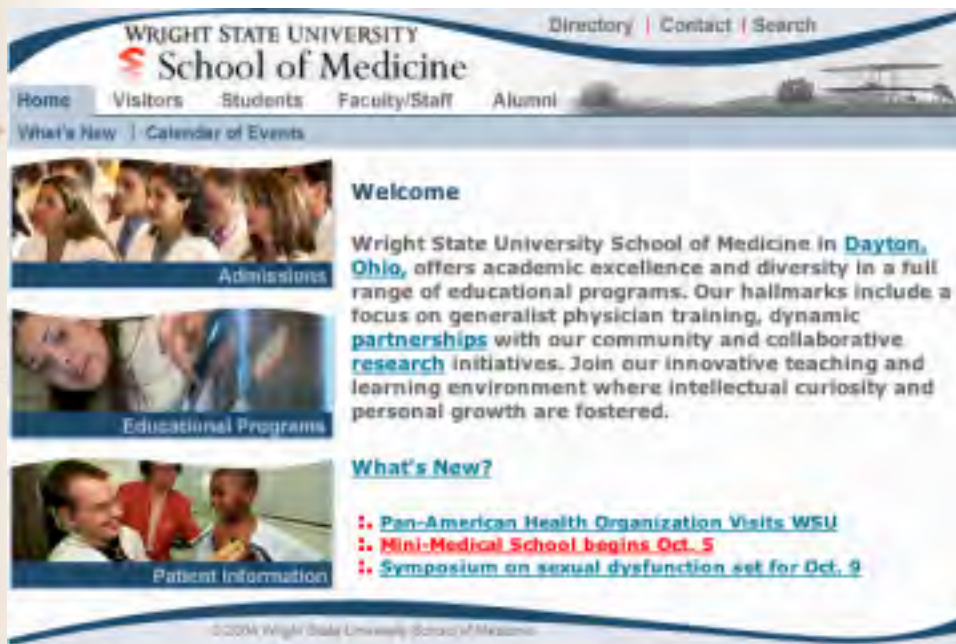 Directory | Contact | Search
WRIGHT STATE UNIVERSITY
School of Medicine
Home Visitors Students Faculty/Staff Alumni
What's New | Calendar of Events
Admissions
Educational Programs
Patient Information
Welcome
Wright State University School of Medicine in Dayton,
Ohio, offers academic excellence and diversity in a full
range of educational programs. Our hallmarks include a
focus on generalist physician training, dynamic
partnerships with our community and collaborative
research initiatives. Join our innovative teaching and
learning environment where intellectual curiosity and
personal growth are fostered.
What's New?
:. Pan-American Health Organization Visits WSU
:. Mini-Medical School begins Oct. 5
:. Symposium on sexual dysfunction set for Oct. 9
©2004 Wright State University School of Medicine